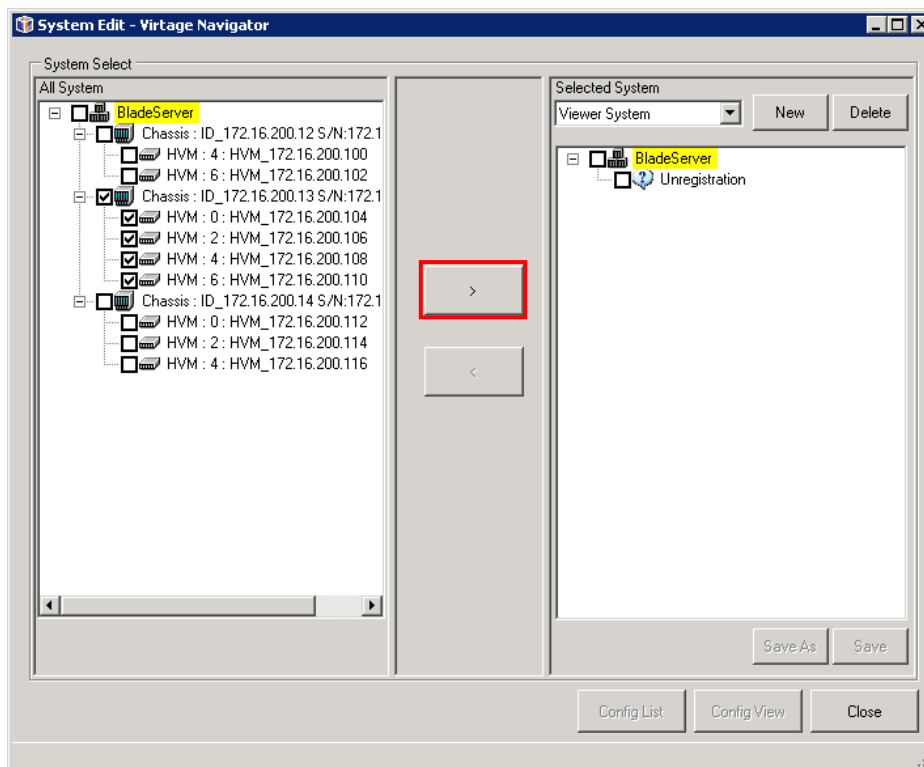 System Edit - Virtage Navigator
System Select
All System
BladeServer
Chassis : ID_172.16.200.12 S/N:172.1
HVM : 4 : HVM_172.16.200.100
HVM : 6 : HVM_172.16.200.102
Chassis : ID_172.16.200.13 S/N:172.1
HVM : 0 : HVM_172.16.200.104
HVM : 2 : HVM_172.16.200.106
HVM : 4 : HVM_172.16.200.108
HVM : 6 : HVM_172.16.200.110
Chassis : ID_172.16.200.14 S/N:172.1
HVM : 0 : HVM_172.16.200.112
HVM : 2 : HVM_172.16.200.114
HVM : 4 : HVM_172.16.200.116
>
<
Selected System
Viewer System
New
Delete
BladeServer
Unregistration
Save As
Save
Config List
Config View
Close